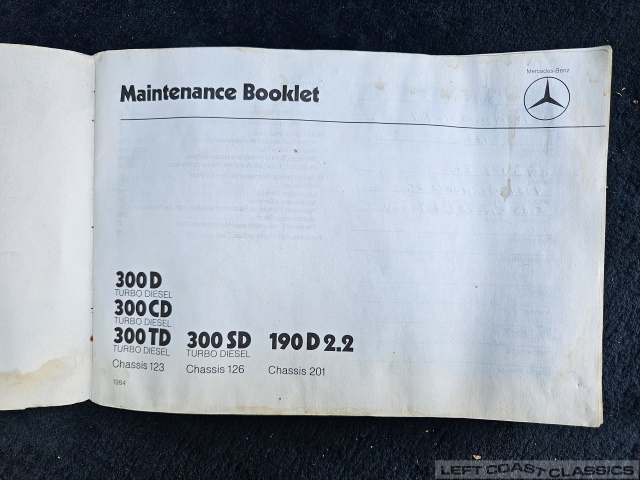 Mercedes-Benz
Maintenance Booklet
300 D
TURBO DIESEL
300 CD
TURBO DIESEL
300 TD 300 SD 190 D 2.2
TURBO DIESEL TURBO DIESEL
Chassis 123 Chassis 126 Chassis 201
1984
LEFT COAST CLASSICS